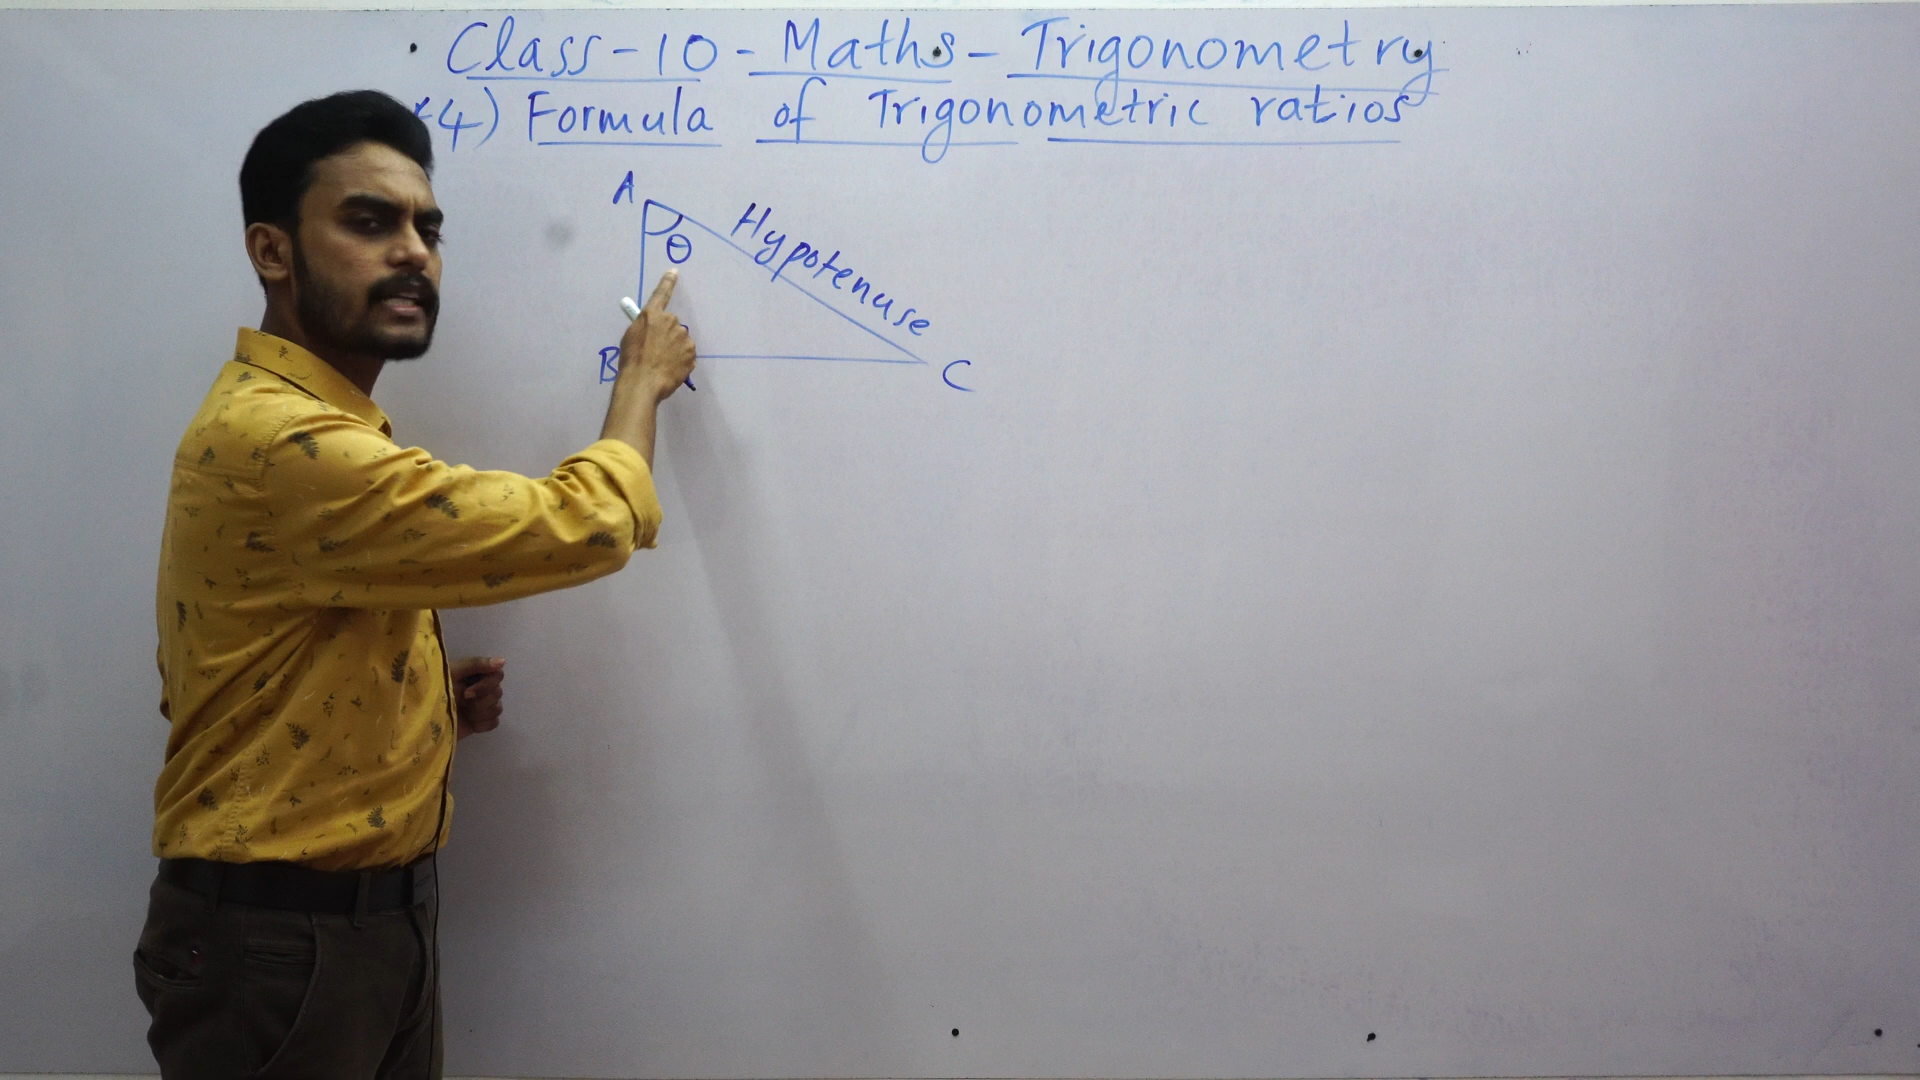 Class-10-Maths-Trigonometry
4) Formula of Trigonometric ratios
A
Hypotenuse
θ
B
C